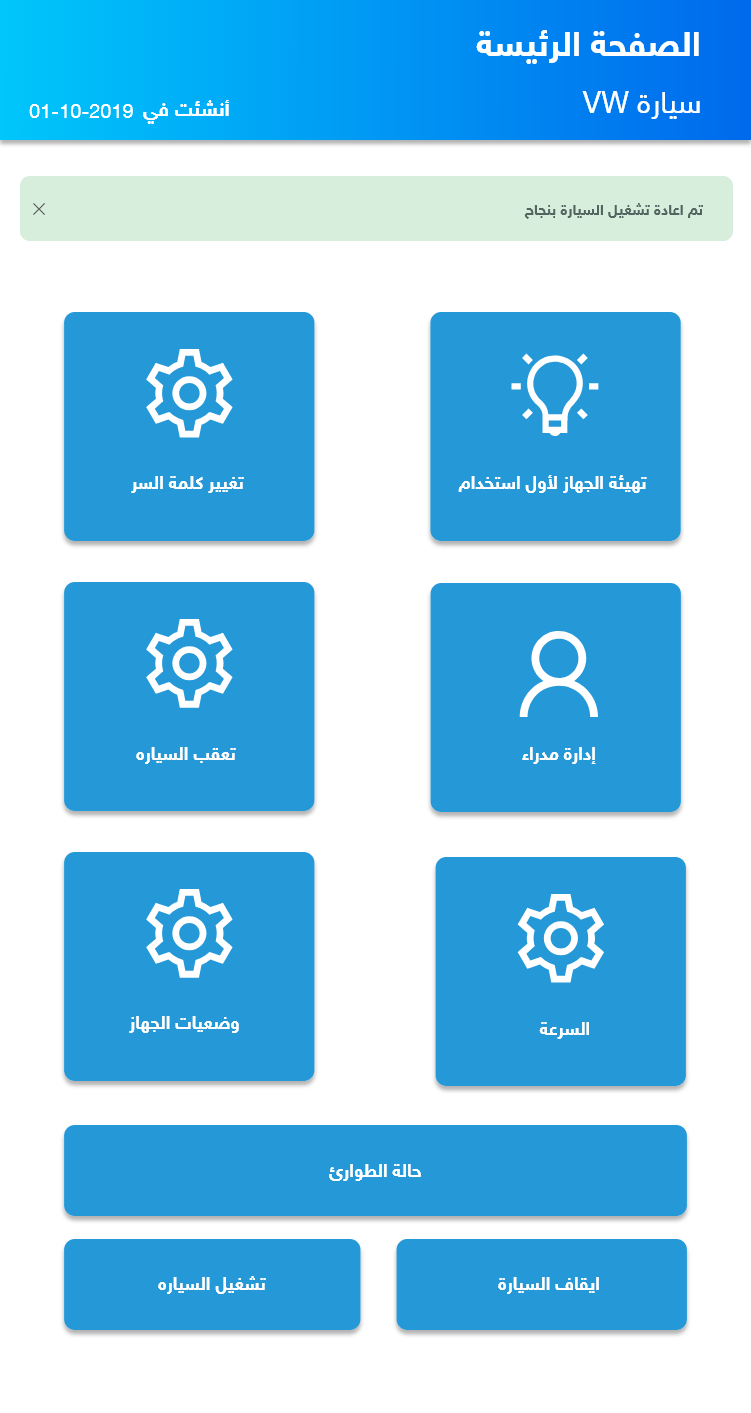 الصفحة الرئيسة
سيارة VW
أنشئت في 2019-10-01
تم اعادة تشغيل السيارة بنجاح
تهيئة الجهاز لأول استخدام
تغيير كلمة السر
إدارة مدراء
تعقب السياره
السرعة
وضعيات الجهاز
حالة الطوارئ
ايقاف السيارة
تشغيل السياره